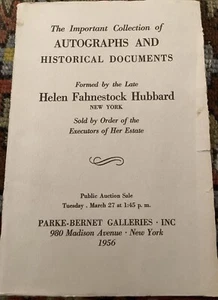 The Important Collection of
AUTOGRAPHS AND
HISTORICAL DOCUMENTS
Formed by the Late
Helen Fahnestock Hubbard
NEW YORK
Sold by Order of the
Executors of Her Estate
Public Auction Sale
Tuesday · March 27 at 1:45 p. m.
PARKE-BERNET GALLERIES · INC
980 Madison Avenue · New York
1956